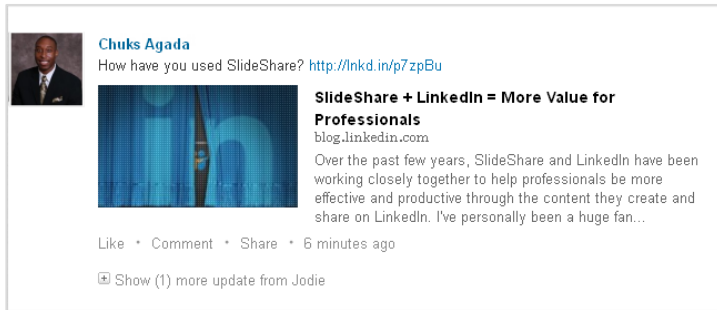 Chuks Agada
How have you used SlideShare? http://lnkd.in/p7zpBu
in
SlideShare + LinkedIn = More Value for
Professionals
blog.linkedin.com
Over the past few years, SlideShare and LinkedIn have been
working closely together to help professionals be more
effective and productive through the content they create and
share on LinkedIn. I've personally been a huge fan...
Like • Comment • Share • 6 minutes ago
Show (1) more update from Jodie